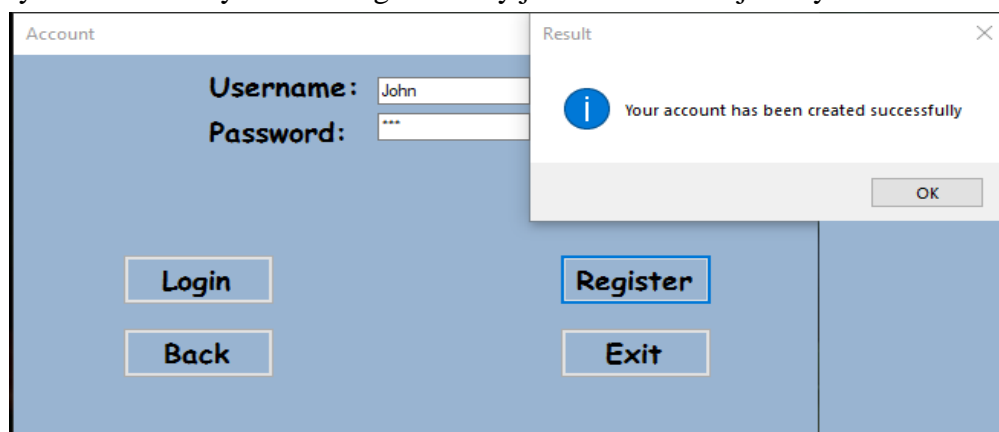 Account
Result
Username: John
Your account has been created successfully
Password: ***
OK
Login
Register
Back
Exit